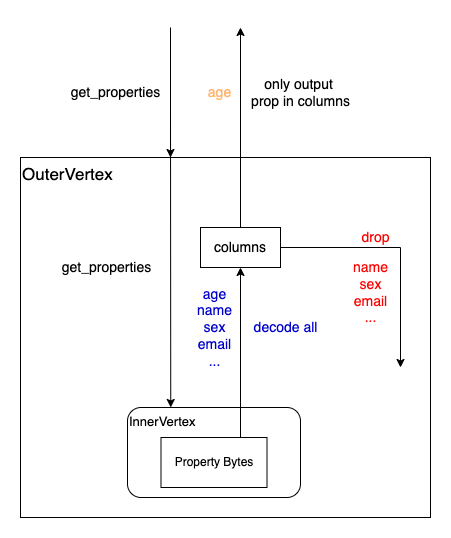 get_properties
age
only output
prop in columns
OuterVertex
get_properties
columns
drop
name
sex
email
...
age
name
sex
email
...
decode all
InnerVertex
Property Bytes